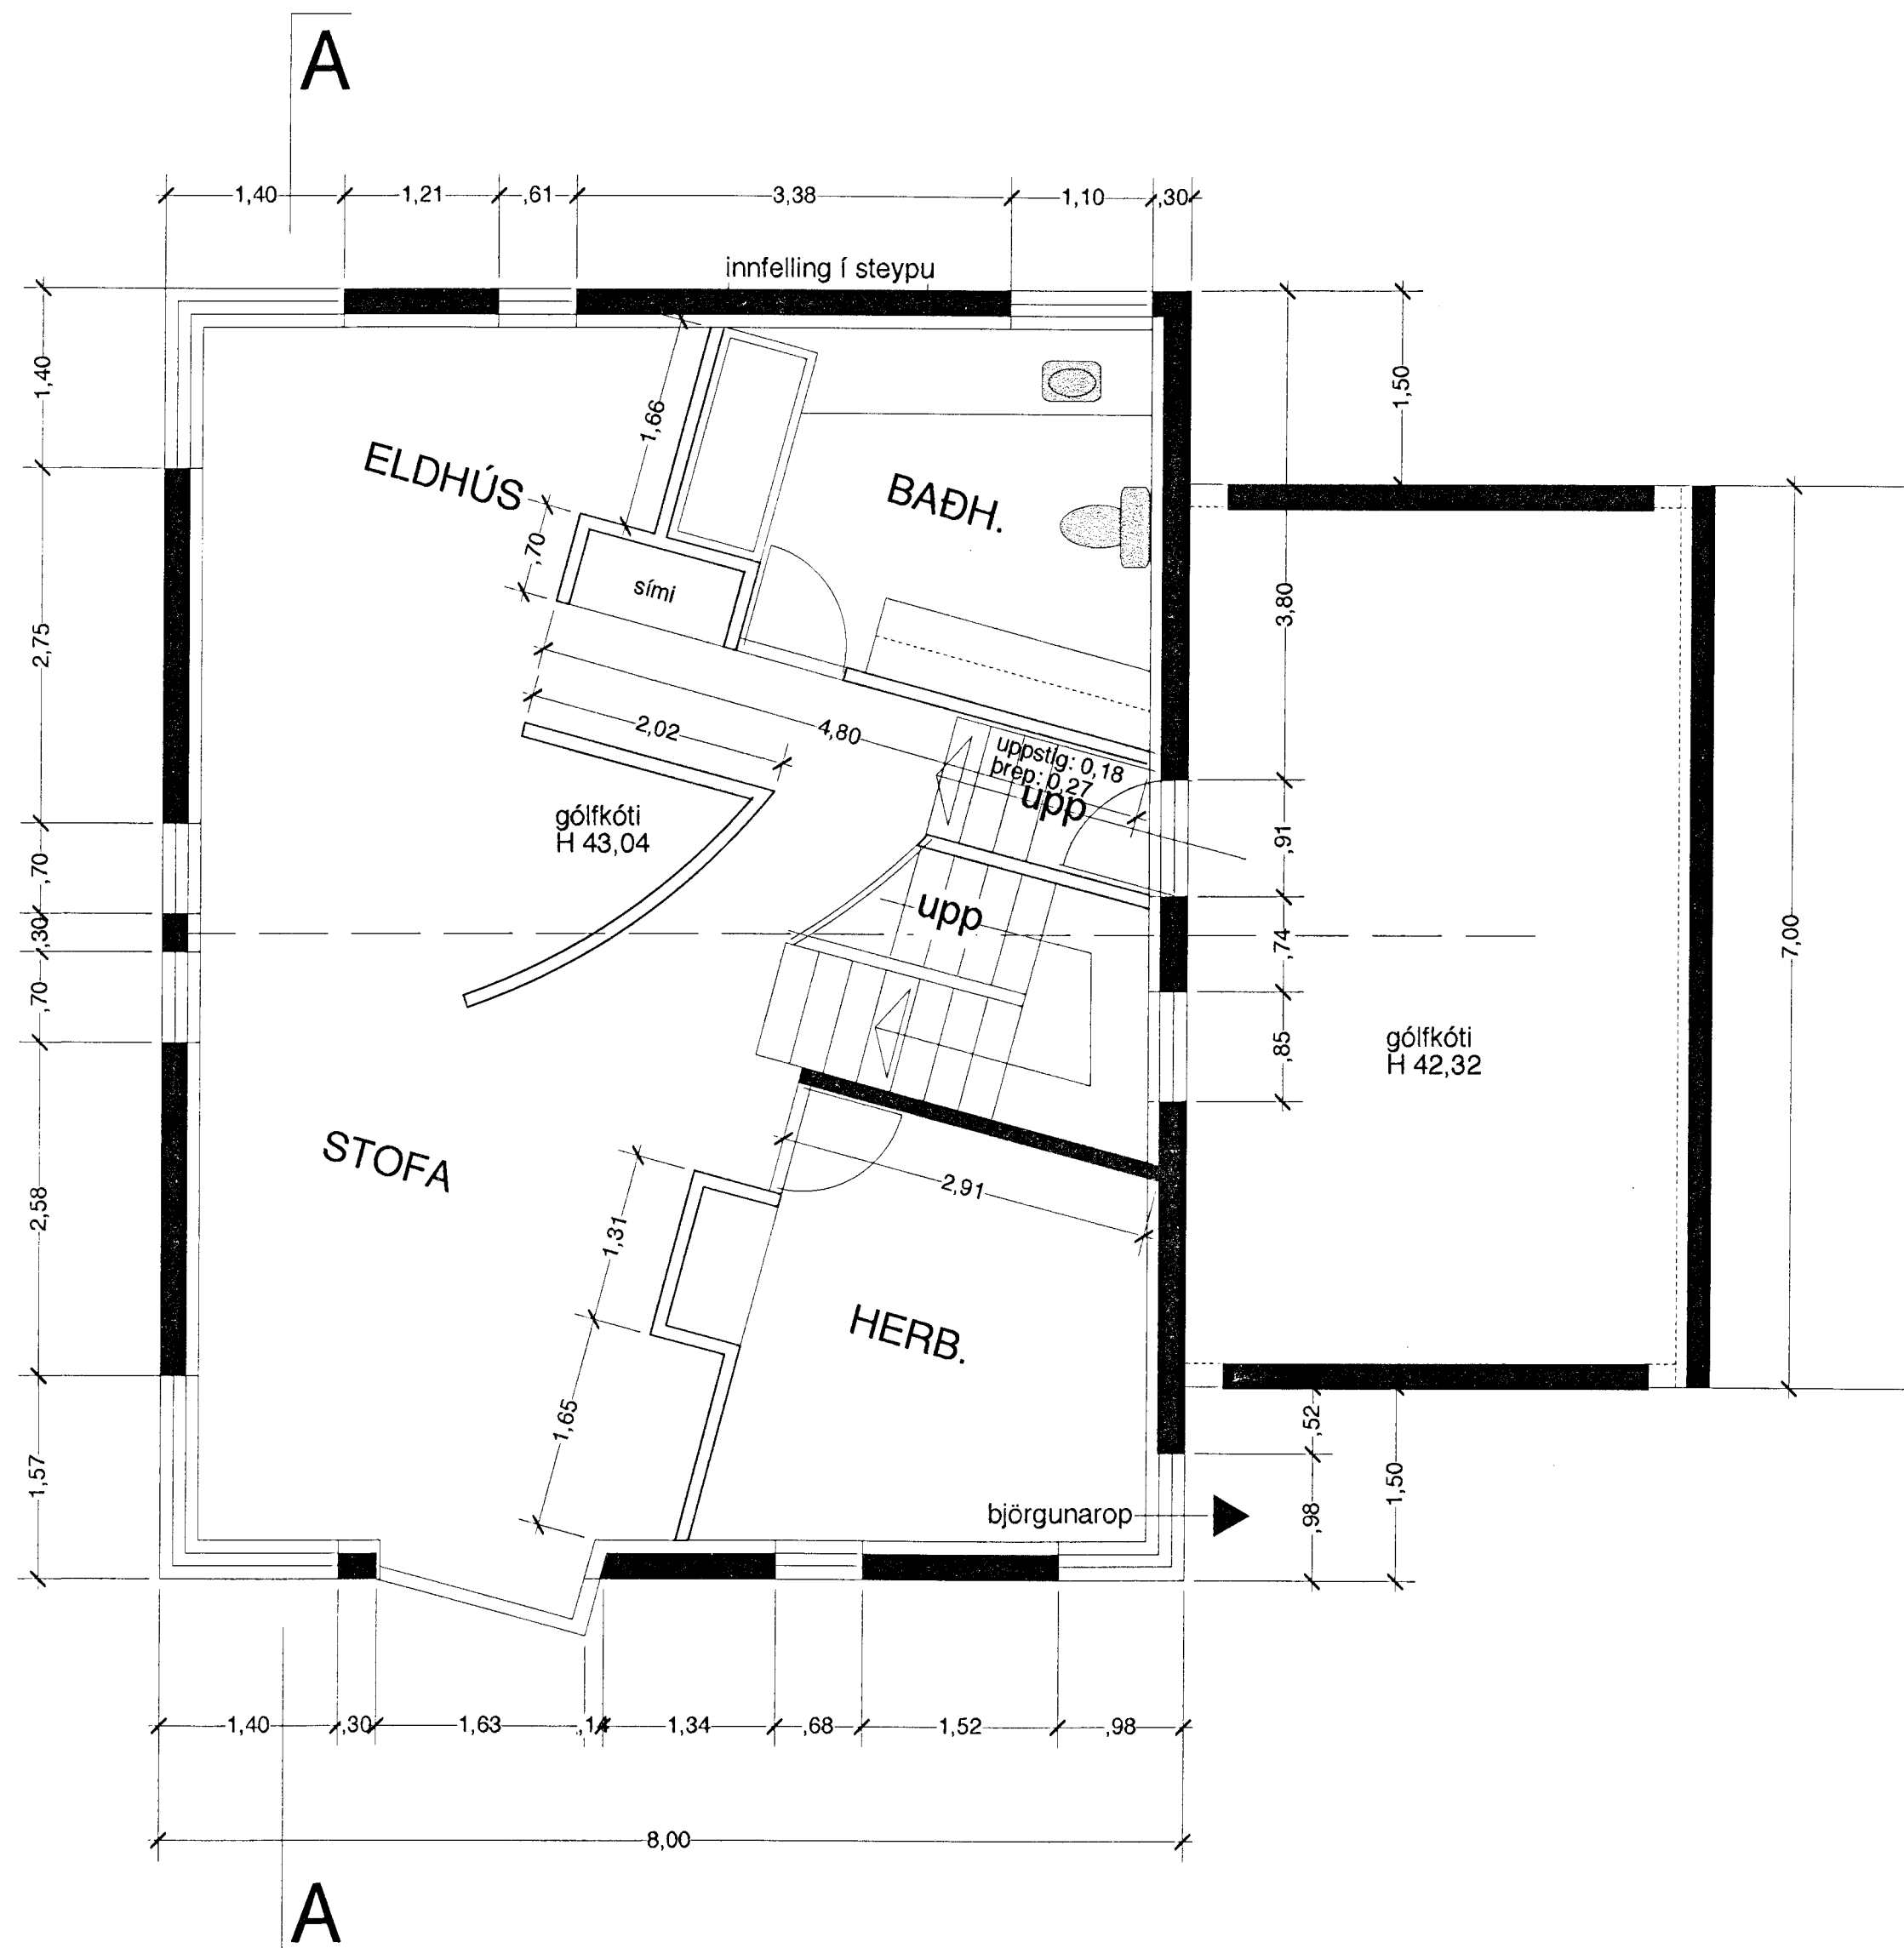 A
1,40
1,21
,61
3,38
1,10
,30
innfelling í steypu
1,40
1,50
1,66
ELDHÚS
BAÐH.
,70
sími
3,80
2,75
2,02
4,80
uppstig: 0,18
þrep: 0,27
upp
gólfkóti
H 43,04
,91
,70
upp
,30
,74
7,00
,70
,85
gólfkóti
H 42,32
STOFA
2,91
2,58
1,31
HERB.
1,65
,52
1,57
1,50
björgunarop
,98
1,40
,30
1,63
,14
1,34
,68
1,52
,98
8,00
A